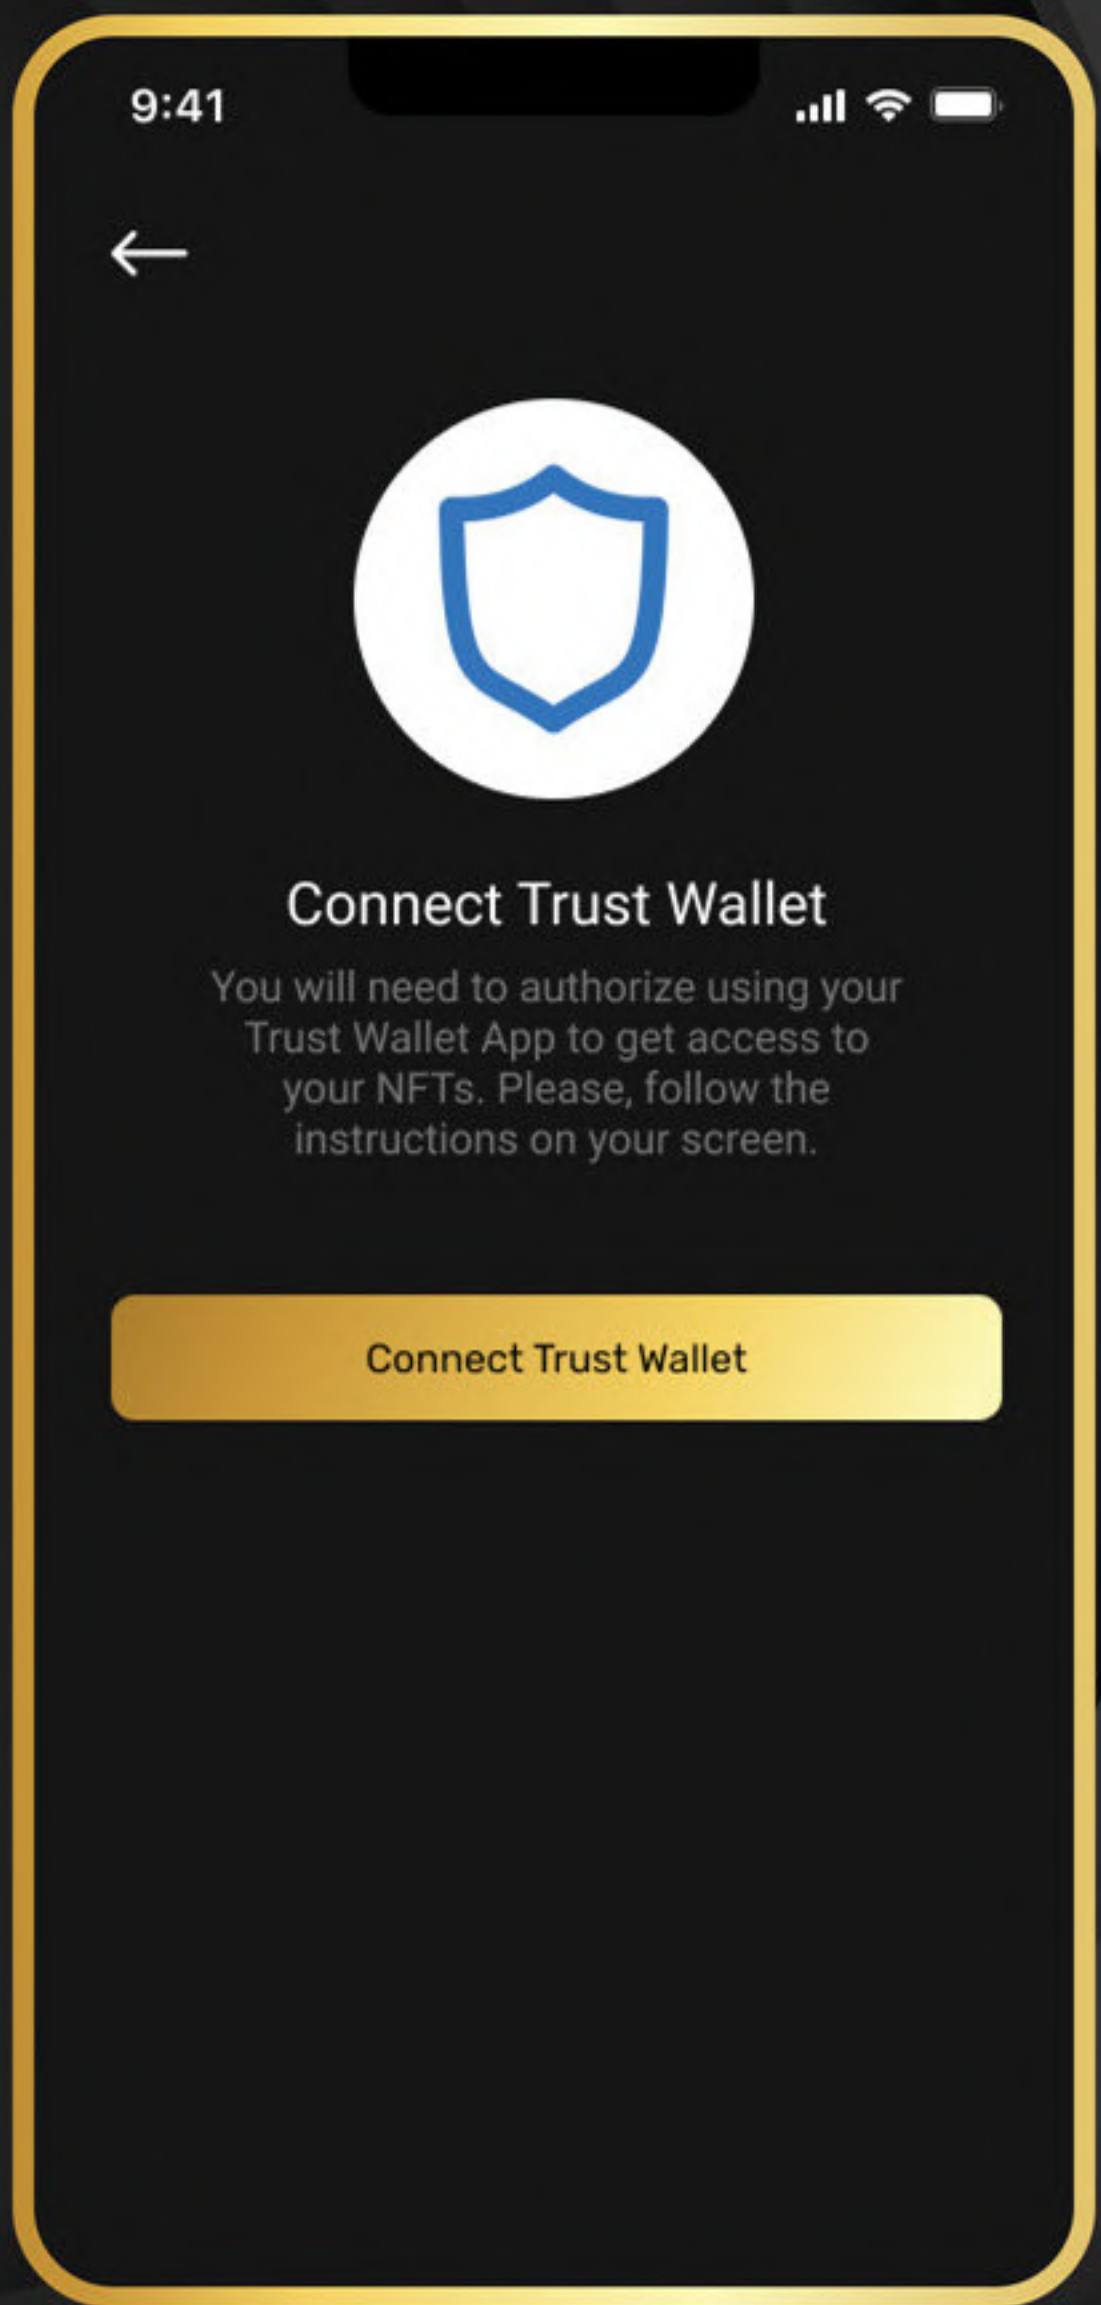 9:41
Connect Trust Wallet
You will need to authorize using your
Trust Wallet App to get access to
your NFTs. Please, follow the
instructions on your screen.
Connect Trust Wallet